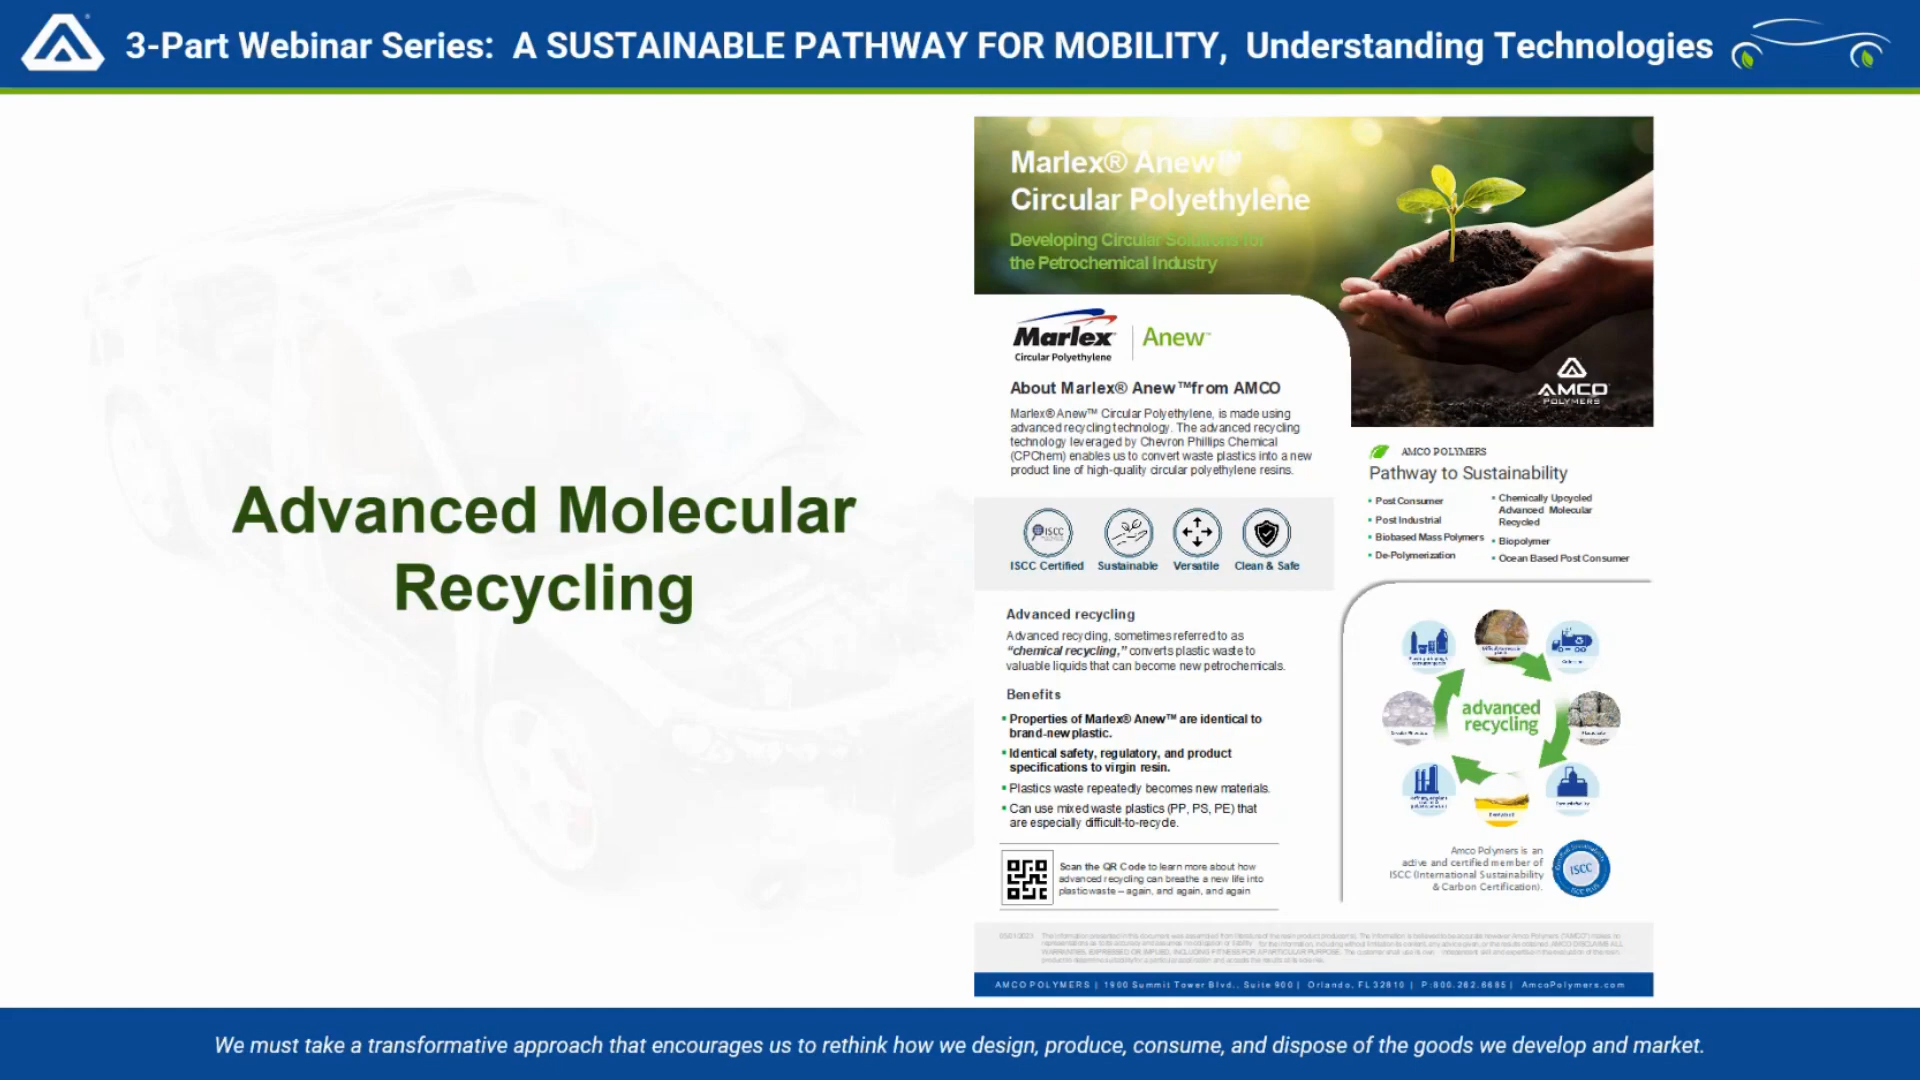 3-Part Webinar Series: A SUSTAINABLE PATHWAY FOR MOBILITY, Understanding Technologies
Advanced Molecular
Recycling
Marlex® Anew™
Circular Polyethylene
Developing Circular Solutions for
the Petrochemical Industry
Marlex
Circular Polyethylene
Anew™
AMCO
POLYMERS
About Marlex® Anew™from AMCO
Marlex® Anew™ Circular Polyethylene, is made using
advanced recycling technology. The advanced recycling
technology leveraged by Chevron Phillips Chemical
(CPChem) enables us to convert waste plastics into a new
product line of high-quality circular polyethylene resins.
ISCC
ISCC Certified
Sustainable
Versatile
Clean & Safe
Advanced recycling
Advanced recycling, sometimes referred to as
“chemical recycling,” converts plastic waste to
valuable liquids that can become new petrochemicals.
Benefits
▪ Properties of Marlex® Anew™ are identical to
brand-new plastic.
▪ Identical safety, regulatory, and product
specifications to virgin resin.
▪ Plastics waste repeatedly becomes new materials.
▪ Can use mixed waste plastics (PP, PS, PE) that
are especially difficult-to-recycle.
Scan the QR Code to learn more about how
advanced recycling can breathe a new life into
plastic waste – again, and again, and again
AMCO POLYMERS
Pathway to Sustainability
• Post Consumer
• Post Industrial
• Biobased Mass Polymers
• De-Polymerization
• Chemically Upcycled
Advanced Molecular
Recycled
• Biopolymer
• Ocean Based Post Consumer
advanced
recycling
Amco Polymers is an
active and certified member of
ISCC (International Sustainability
& Carbon Certification).
ISCC
ISCC PLUS
AMCO POLYMERS | 1900 Summit Tower Blvd., Suite 900 | Orlando, FL 32810 | P:800.262.6685 | AmcoPolymers.com
We must take a transformative approach that encourages us to rethink how we design, produce, consume, and dispose of the goods we develop and market.